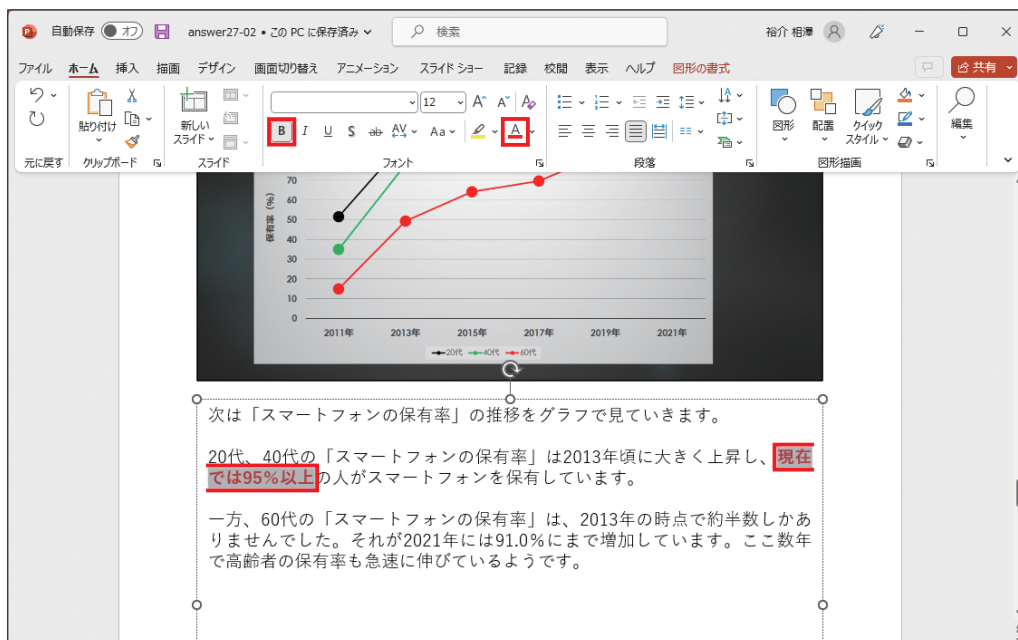 自動保存 オフ answer27-02 • この PC に保存済み 検索 裕介 相澤
ファイル ホーム 挿入 描画 デザイン 画面切り替え アニメーション スライド ショー 記録 校閲 表示 ヘルプ 図形の書式 共有
12 A A A
貼り付け 新しい スライド B I U S ab AV Aa A 図形 配置 クイック スタイル 編集
元に戻す クリップボード スライド フォント 段落 図形描画
保有率 (%)
70
60
50
40
30
20
10
0
2011年 2013年 2015年 2017年 2019年 2021年
20代 40代 60代
次は「スマートフォンの保有率」の推移をグラフで見ていきます。
20代、40代の「スマートフォンの保有率」は2013年頃に大きく上昇し、現在
では95%以上の人がスマートフォンを保有しています。
一方、60代の「スマートフォンの保有率」は、2013年の時点で約半数しかあ
りませんでした。それが2021年には91.0%にまで増加しています。ここ数年
で高齢者の保有率も急速に伸びているようです。